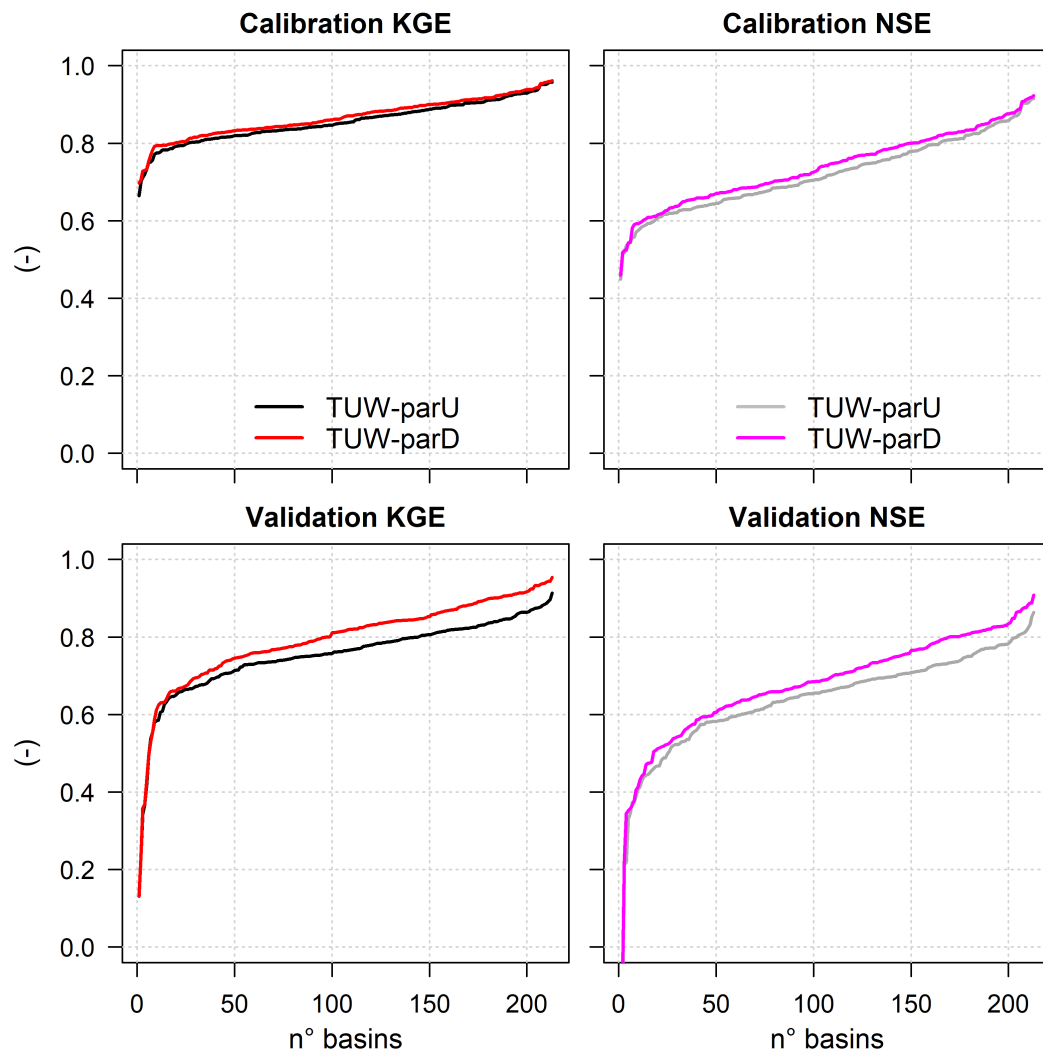 Calibration KGE
Calibration NSE
1.0
0.8
0.6
0.4
0.2
0.0
(-)
TUW-parU
TUW-parD
TUW-parU
TUW-parD
Validation KGE
Validation NSE
1.0
0.8
0.6
0.4
0.2
0.0
(-)
0 50 100 150 200
0 50 100 150 200
n° basins
n° basins